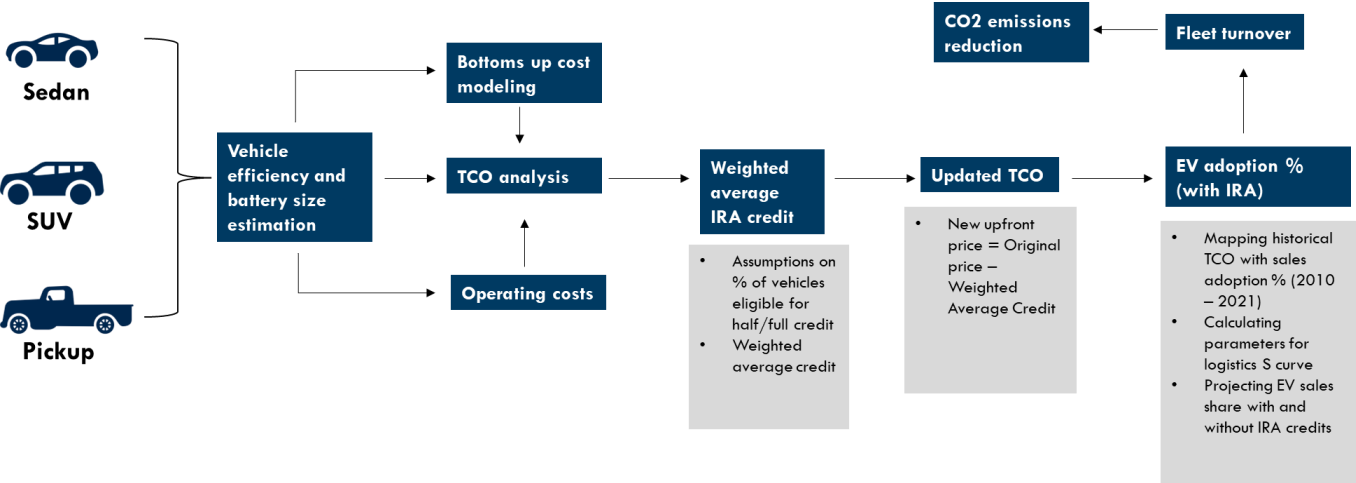 Sedan
SUV
Pickup
Vehicle
efficiency and
battery size
estimation
Bottoms up cost
modeling
TCO analysis
Operating costs
Weighted
average
IRA credit
• Assumptions on
% of vehicles
eligible for
half/full credit
• Weighted
average credit
Updated TCO
• New upfront
price = Original
price –
Weighted
Average Credit
EV adoption %
(with IRA)
• Mapping historical
TCO with sales
adoption % (2010
– 2021)
• Calculating
parameters for
logistics S curve
• Projecting EV sales
share with and
without IRA credits
Fleet turnover
CO2 emissions
reduction